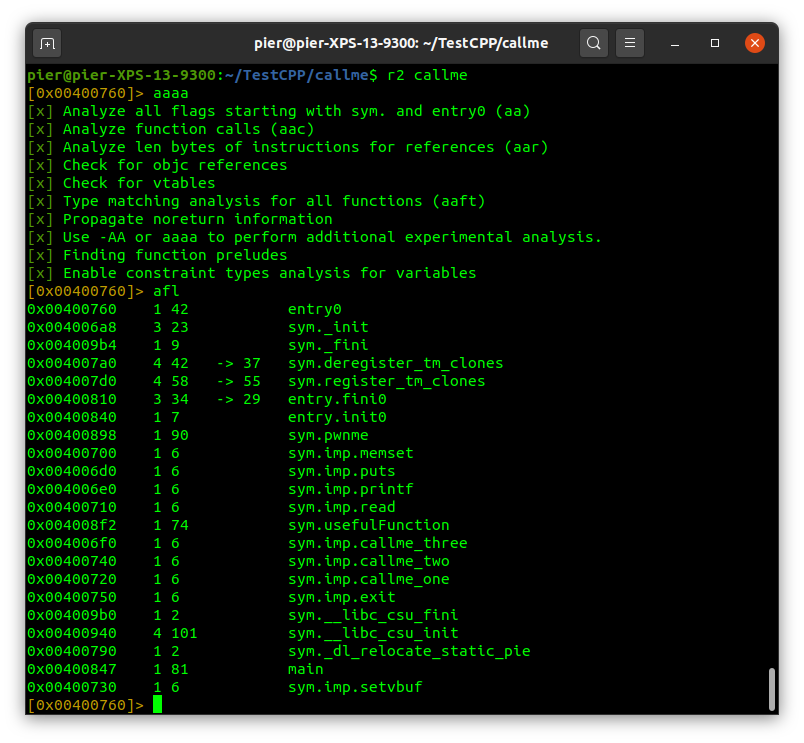 pier@pier-XPS-13-9300: ~/TestCPP/callme
pier@pier-XPS-13-9300:~/TestCPP/callme$ r2 callme
[0x00400760]> aaaa
[x] Analyze all flags starting with sym. and entry0 (aa)
[x] Analyze function calls (aac)
[x] Analyze len bytes of instructions for references (aar)
[x] Check for objc references
[x] Check for vtables
[x] Type matching analysis for all functions (aaft)
[x] Propagate noreturn information
[x] Use -AA or aaaa to perform additional experimental analysis.
[x] Finding function preludes
[x] Enable constraint types analysis for variables
[0x00400760]> afl
0x00400760    1 42           entry0
0x004006a8    3 23           sym._init
0x004009b4    1 9            sym._fini
0x004007a0    4 42   -> 37   sym.deregister_tm_clones
0x004007d0    4 58   -> 55   sym.register_tm_clones
0x00400810    3 34   -> 29   entry.fini0
0x00400840    1 7            entry.init0
0x00400898    1 90           sym.pwnme
0x00400700    1 6            sym.imp.memset
0x004006d0    1 6            sym.imp.puts
0x004006e0    1 6            sym.imp.printf
0x00400710    1 6            sym.imp.read
0x004008f2    1 74           sym.usefulFunction
0x004006f0    1 6            sym.imp.callme_three
0x00400740    1 6            sym.imp.callme_two
0x00400720    1 6            sym.imp.callme_one
0x00400750    1 6            sym.imp.exit
0x004009b0    1 2            sym.__libc_csu_fini
0x00400940    4 101          sym.__libc_csu_init
0x00400790    1 2            sym._dl_relocate_static_pie
0x00400847    1 81           main
0x00400730    1 6            sym.imp.setvbuf
[0x00400760]>